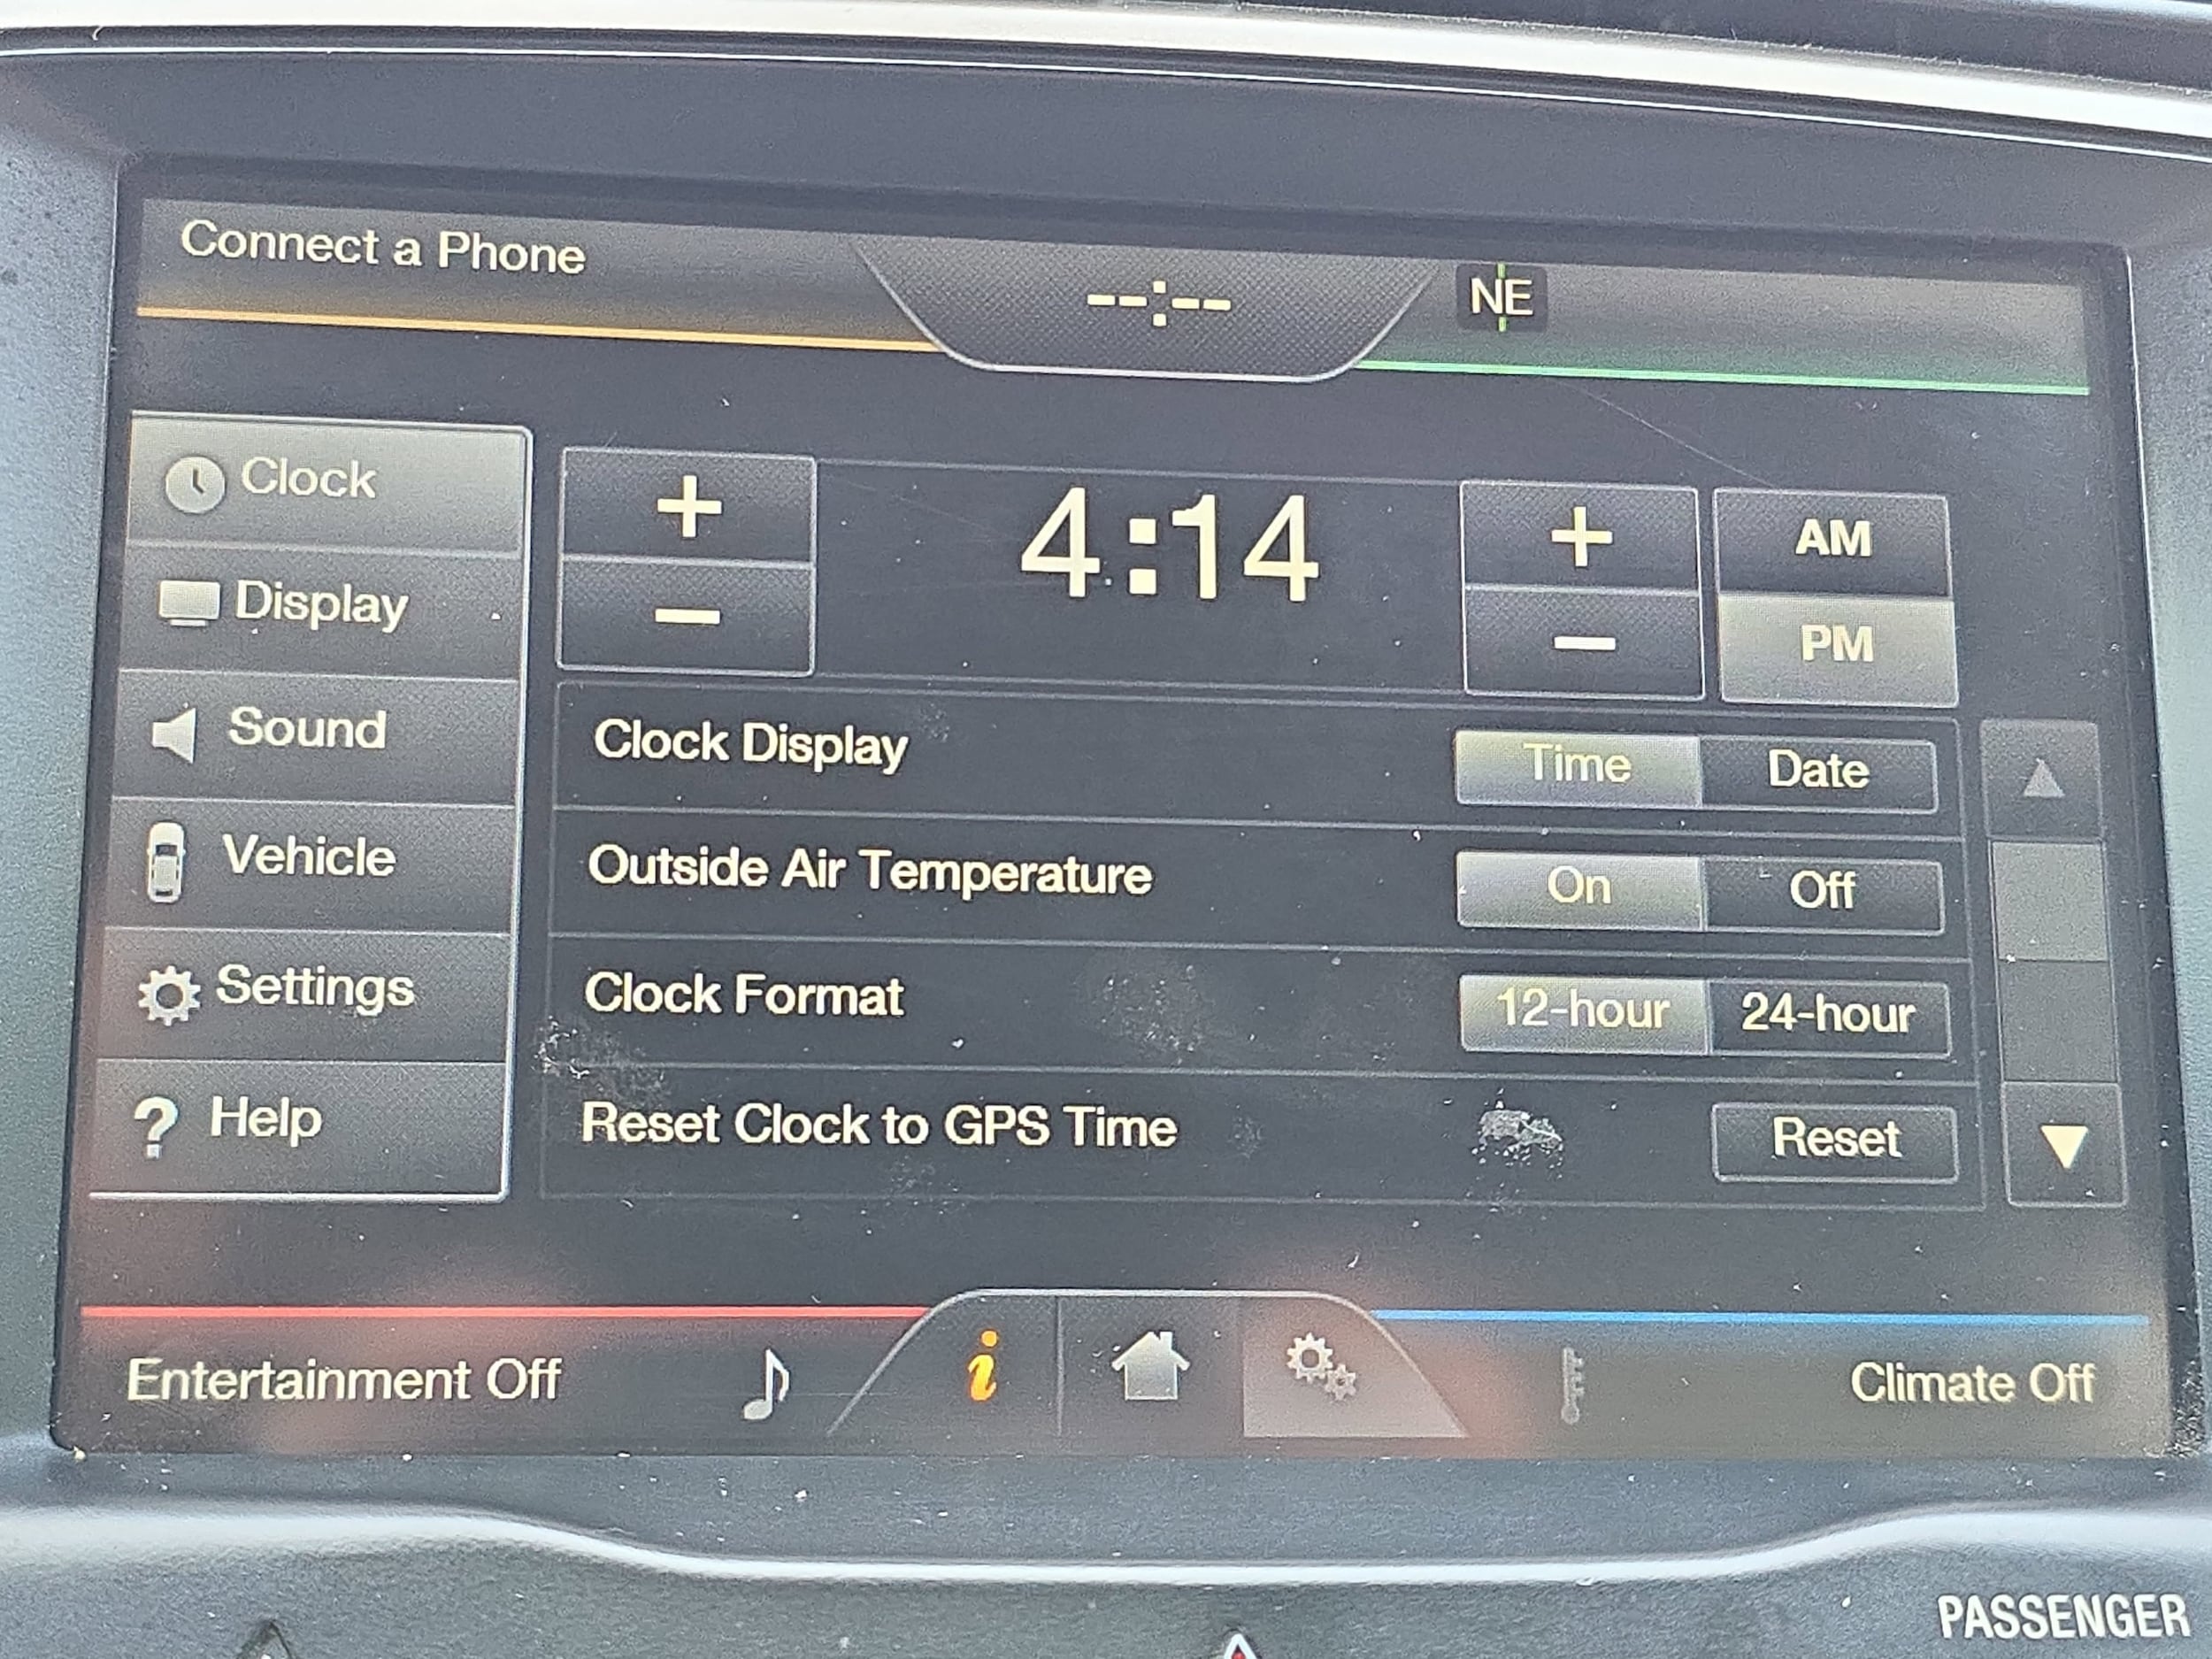 Connect a Phone
--:--
NE
Clock
Display
Sound
Vehicle
Settings
? Help
+ 4:14 + AM
- - PM
Clock Display Time Date
Outside Air Temperature On Off
Clock Format 12-hour 24-hour
Reset Clock to GPS Time Reset
Entertainment Off i Climate Off
PASSENGER